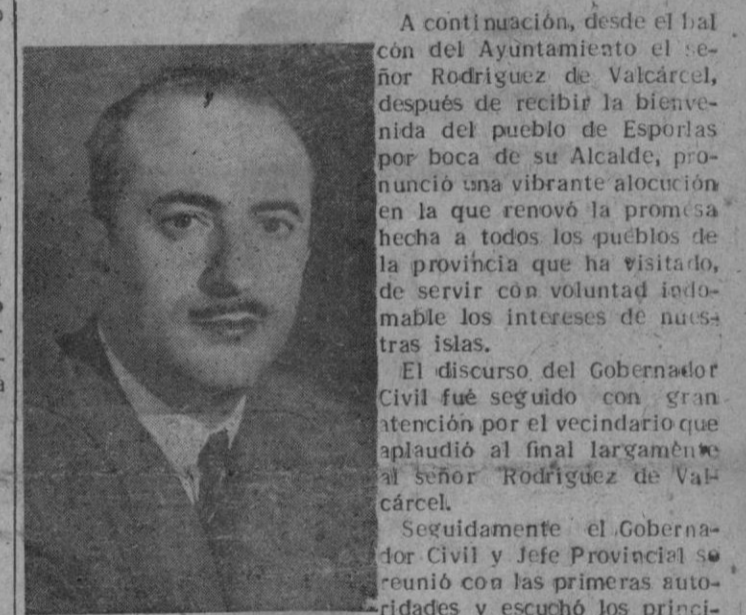 A continuación, desde el bal
cón del Ayuntamiento el se-
ñor Rodriguez de Valcárcel,
después de recibir la bienve-
nida del pueblo de Esporlas
por boca de su Alcalde, pro-
nunció una vibrante alocución
en la que renovó la promesa
hecha a todos los pueblos de
la provincia que ha visitado,
de servir con voluntad indo-
mable los intereses de nues-
tras islas.
El discurso del Gobernador
Civil fué seguido con gran
atención por el vecindario que
aplaudió al final largamente
al señor Rodriguez de Val-
cárcel.
Seguidamente el Goberna-
dor Civil y Jefe Provincial se
reunió con las primeras auto-
ridades y escuchó los princi-